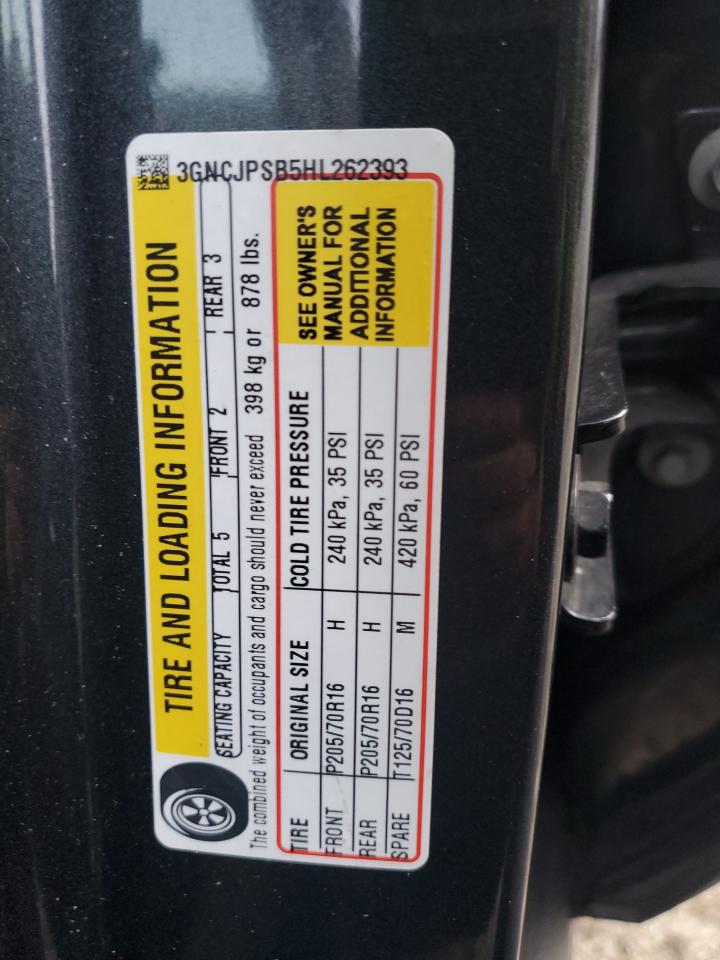 3GNCJPSB5HL262393
TIRE AND LOADING INFORMATION
SEATING CAPACITY TOTAL 5 FRONT 2 REAR 3
The combined weight of occupants and cargo should never exceed 398 kg or 878 lbs.
TIRE ORIGINAL SIZE COLD TIRE PRESSURE
FRONT P205/70R16 H 240 kPa, 35 PSI
REAR P205/70R16 H 240 kPa, 35 PSI
SPARE T125/70D16 M 420 kPa, 60 PSI
SEE OWNER'S
MANUAL FOR
ADDITIONAL
INFORMATION